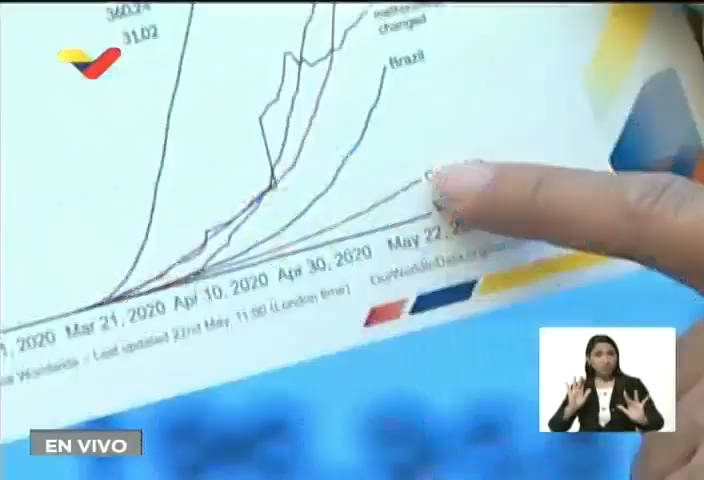 360.24
31.02
changed
Brazil
2020 Mar 21, 2020 Apr 10, 2020 Apr 30, 2020 May 22,
Last updated 22nd May, 11:00 (London time)
OurWorldInData.org
EN VIVO